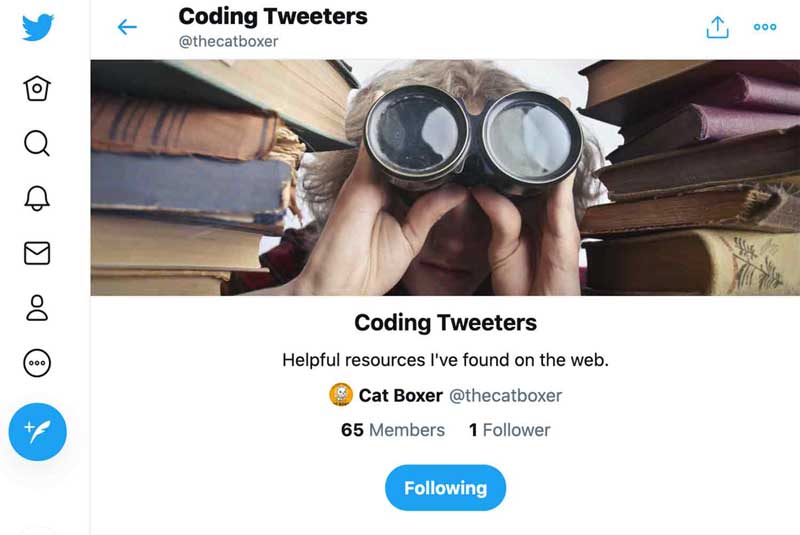 Coding Tweeters
@thecatboxer
Coding Tweeters
Helpful resources I've found on the web.
Cat Boxer @thecatboxer
65 Members 1 Follower
Following